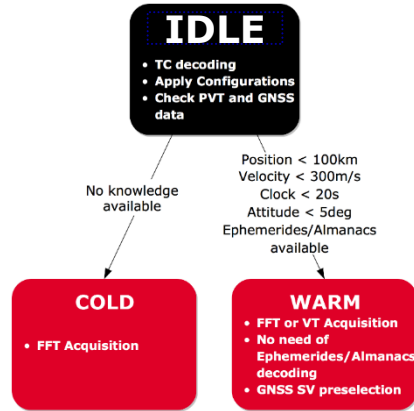 IDLE
• TC decoding
• Apply Configurations
• Check PVT and GNSS
data
No knowledge
available
Position < 100km
Velocity < 300m/s
Clock < 20s
Attitude < 5deg
Ephemerides/Almanacs
available
COLD
• FFT Acquisition
WARM
• FFT or VT Acquisition
• No need of
Ephemerides/Almanacs
decoding
• GNSS SV preselection